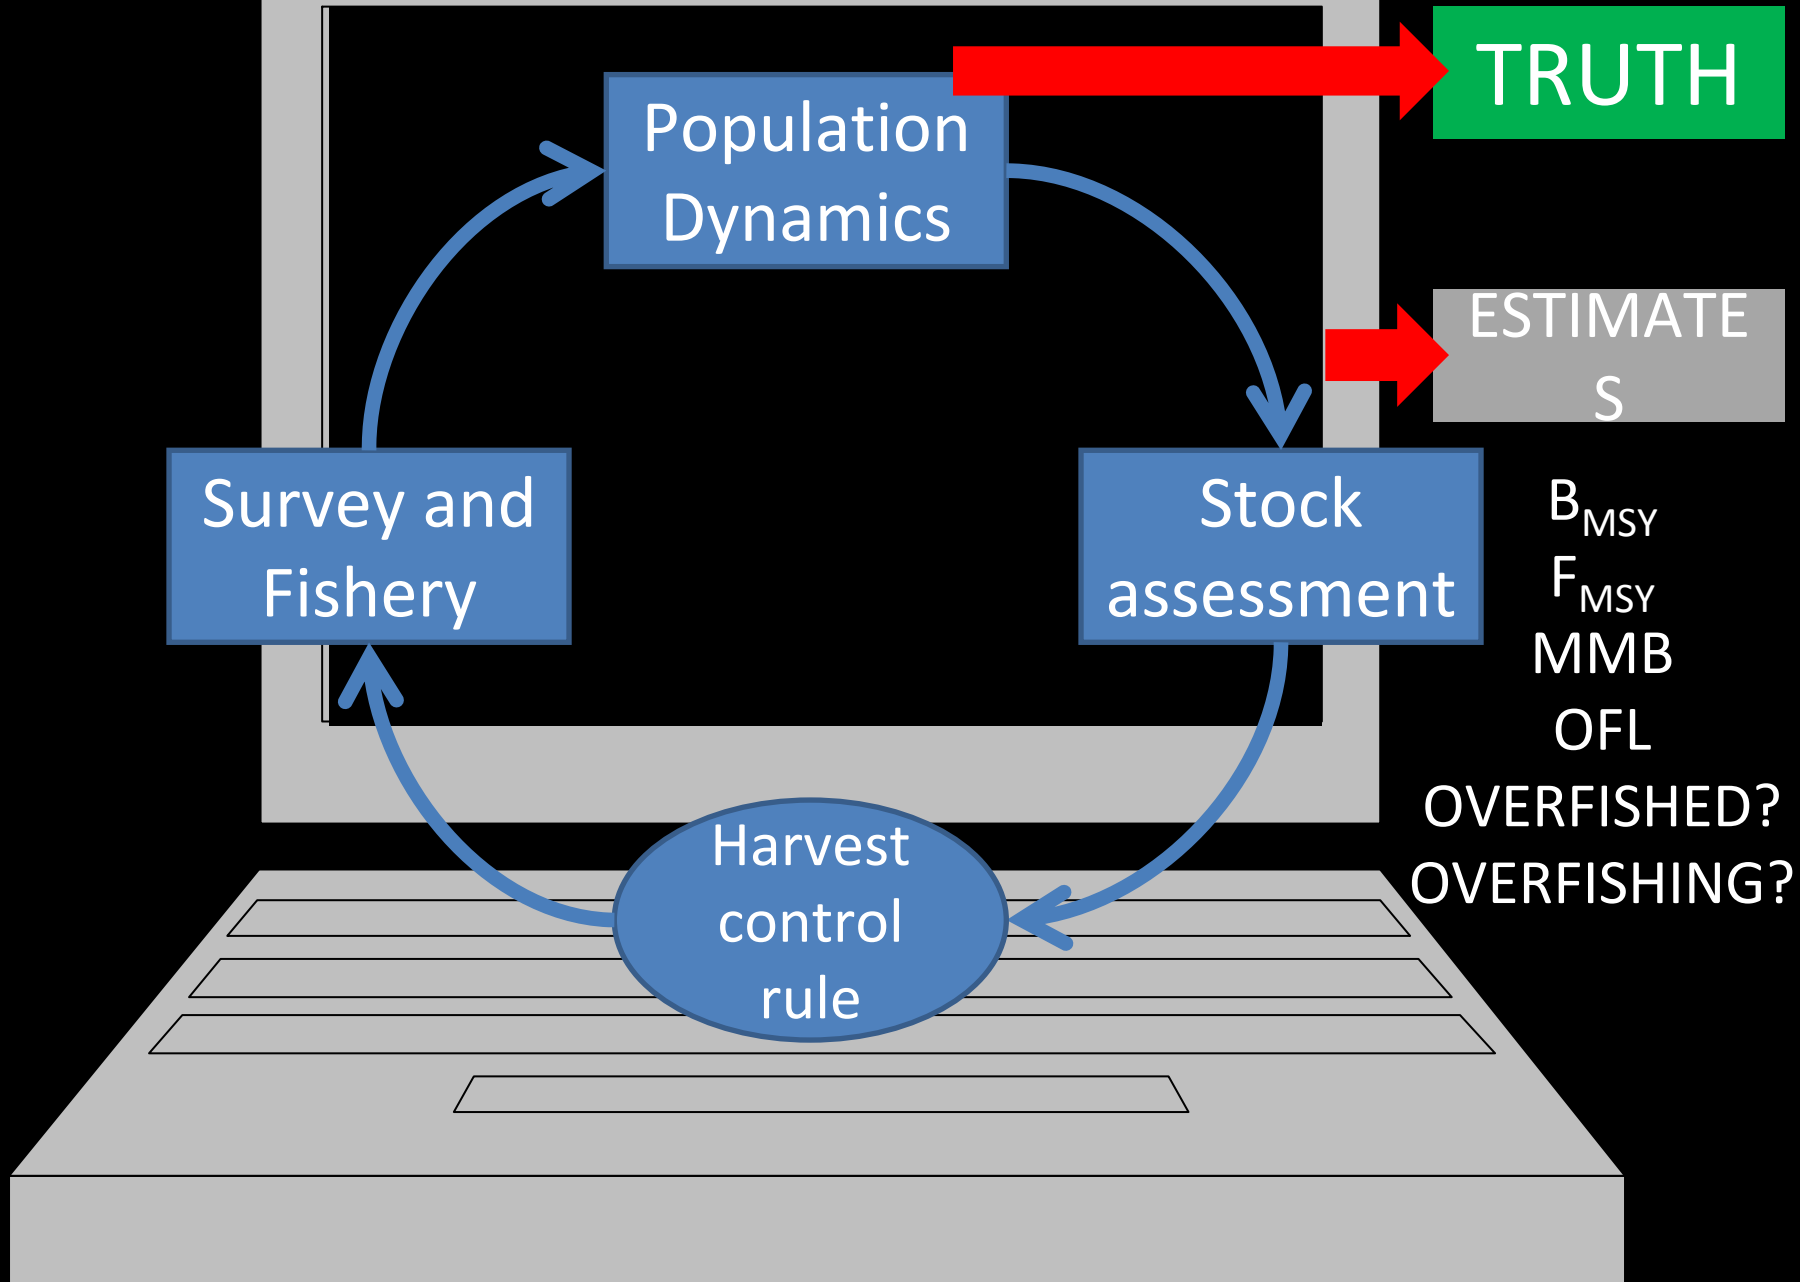 TRUTH
Population
Dynamics
ESTIMATE
S
Survey and
Fishery
Stock
assessment
BMSY
FMSY
MMB
OFL
OVERFISHED?
OVERFISHING?
Harvest
control
rule